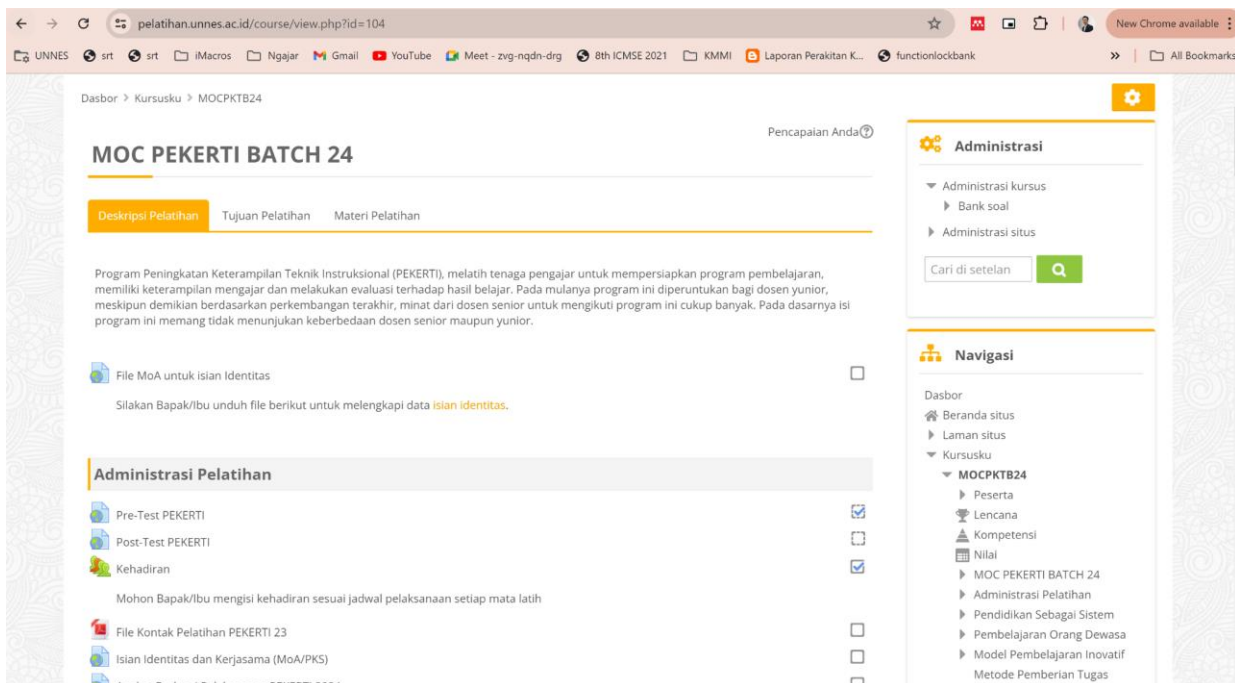 pelatihan.unnes.ac.id/course/view.php?id=104
New Chrome available
UNNES srt srt iMacros Ngajar Gmail YouTube Meet - zvg-nqdn-drg 8th ICMSE 2021 KMMI Laporan Perakitan K... functionlockbank » All Bookmarks
Dasbor > Kursusku > MOCPKTB24
Pencapaian Anda
MOC PEKERTI BATCH 24
Deskripsi Pelatihan Tujuan Pelatihan Materi Pelatihan
Program Peningkatan Keterampilan Teknik Instruksional (PEKERTI), melatih tenaga pengajar untuk mempersiapkan program pembelajaran,
memiliki keterampilan mengajar dan melakukan evaluasi terhadap hasil belajar. Pada mulanya program ini diperuntukan bagi dosen yunior,
meskipun demikian berdasarkan perkembangan terakhir, minat dari dosen senior untuk mengikuti program ini cukup banyak. Pada dasarnya isi
program ini memang tidak menunjukan keberbedaan dosen senior maupun yunior.
File MoA untuk isian Identitas
Silakan Bapak/Ibu unduh file berikut untuk melengkapi data isian identitas.
Administrasi Pelatihan
Pre-Test PEKERTI
Post-Test PEKERTI
Kehadiran
Mohon Bapak/Ibu mengisi kehadiran sesuai jadwal pelaksanaan setiap mata latih
File Kontak Pelatihan PEKERTI 23
Isian Identitas dan Kerjasama (MoA/PKS)
Administrasi
Administrasi kursus
Bank soal
Administrasi situs
Cari di setelan
Navigasi
Dasbor
Beranda situs
Laman situs
Kursusku
MOCPKTB24
Peserta
Lencana
Kompetensi
Nilai
MOC PEKERTI BATCH 24
Administrasi Pelatihan
Pendidikan Sebagai Sistem
Pembelajaran Orang Dewasa
Model Pembelajaran Inovatif
Metode Pemberian Tugas